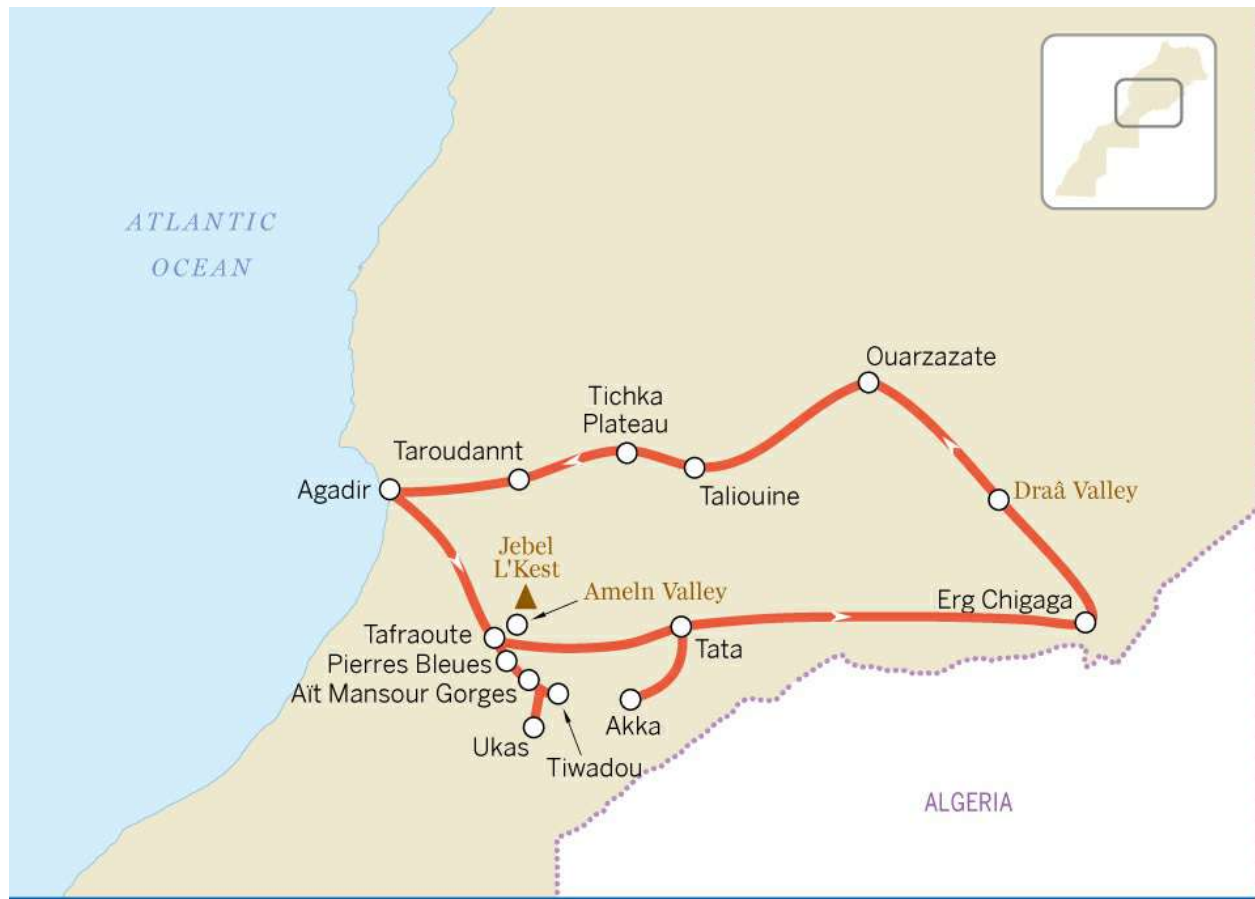 ATLANTIC
OCEAN
Ouarzazate
Tichka
Plateau
Taroudannt
Agadir
Taliouine
Draâ Valley
Jebel
L'Kest
Ameln Valley
Erg Chigaga
Tafraoute
Tata
Pierres Bleues
Aït Mansour Gorges
Akka
Ukas
Tiwadou
ALGERIA